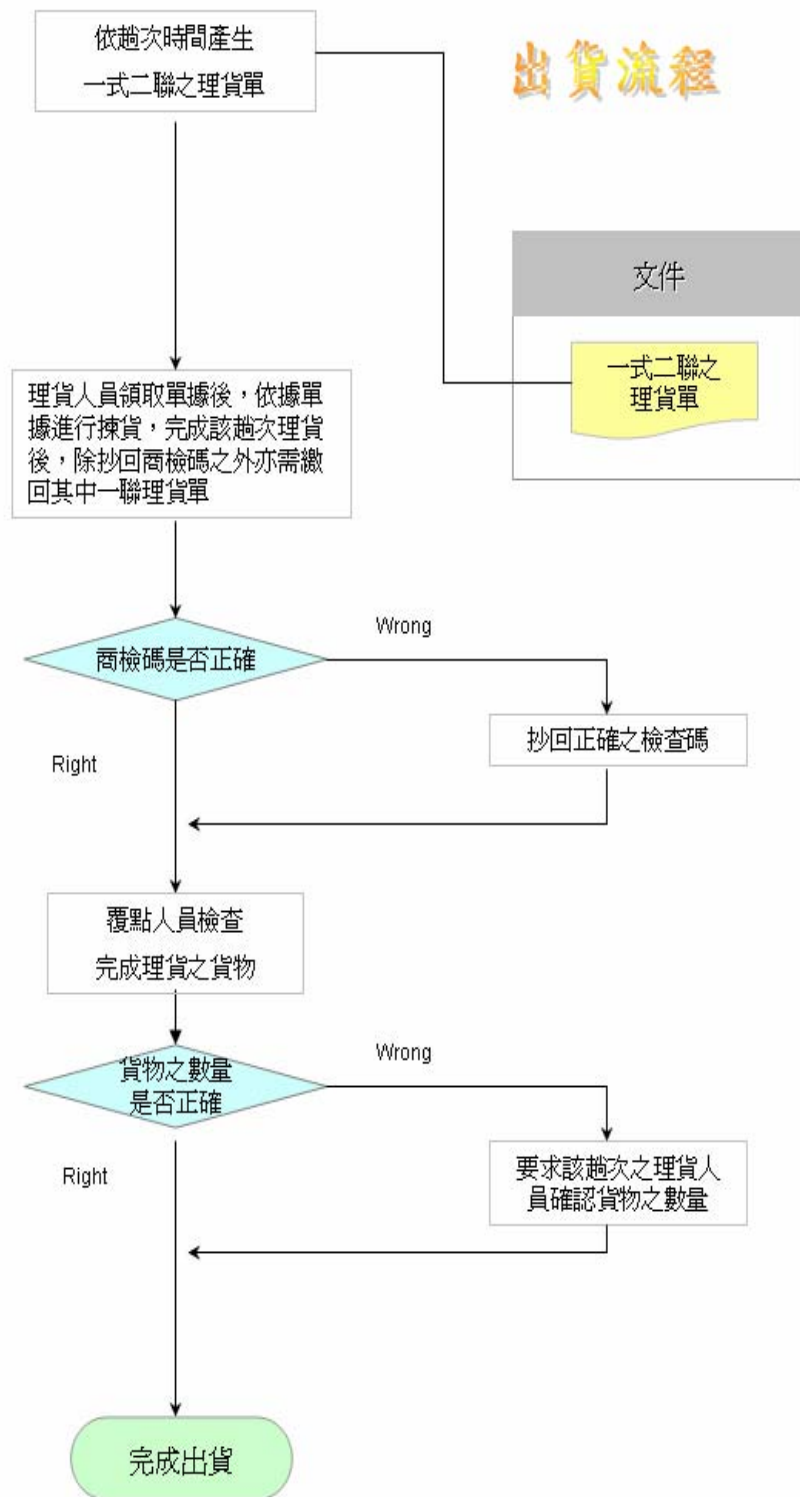 出貨流程
依趟次時間產生
一式二聯之理貨單
文件
一式二聯之
理貨單
理貨人員領取單據後，依據單
據進行揀貨，完成該趟次理貨
後，除抄回商檢碼之外亦需繳
回其中一聯理貨單
商檢碼是否正確
Wrong
抄回正確之檢查碼
Right
覆點人員檢查
完成理貨之貨物
貨物之數量
是否正確
Wrong
要求該趟次之理貨人
員確認貨物之數量
Right
完成出貨